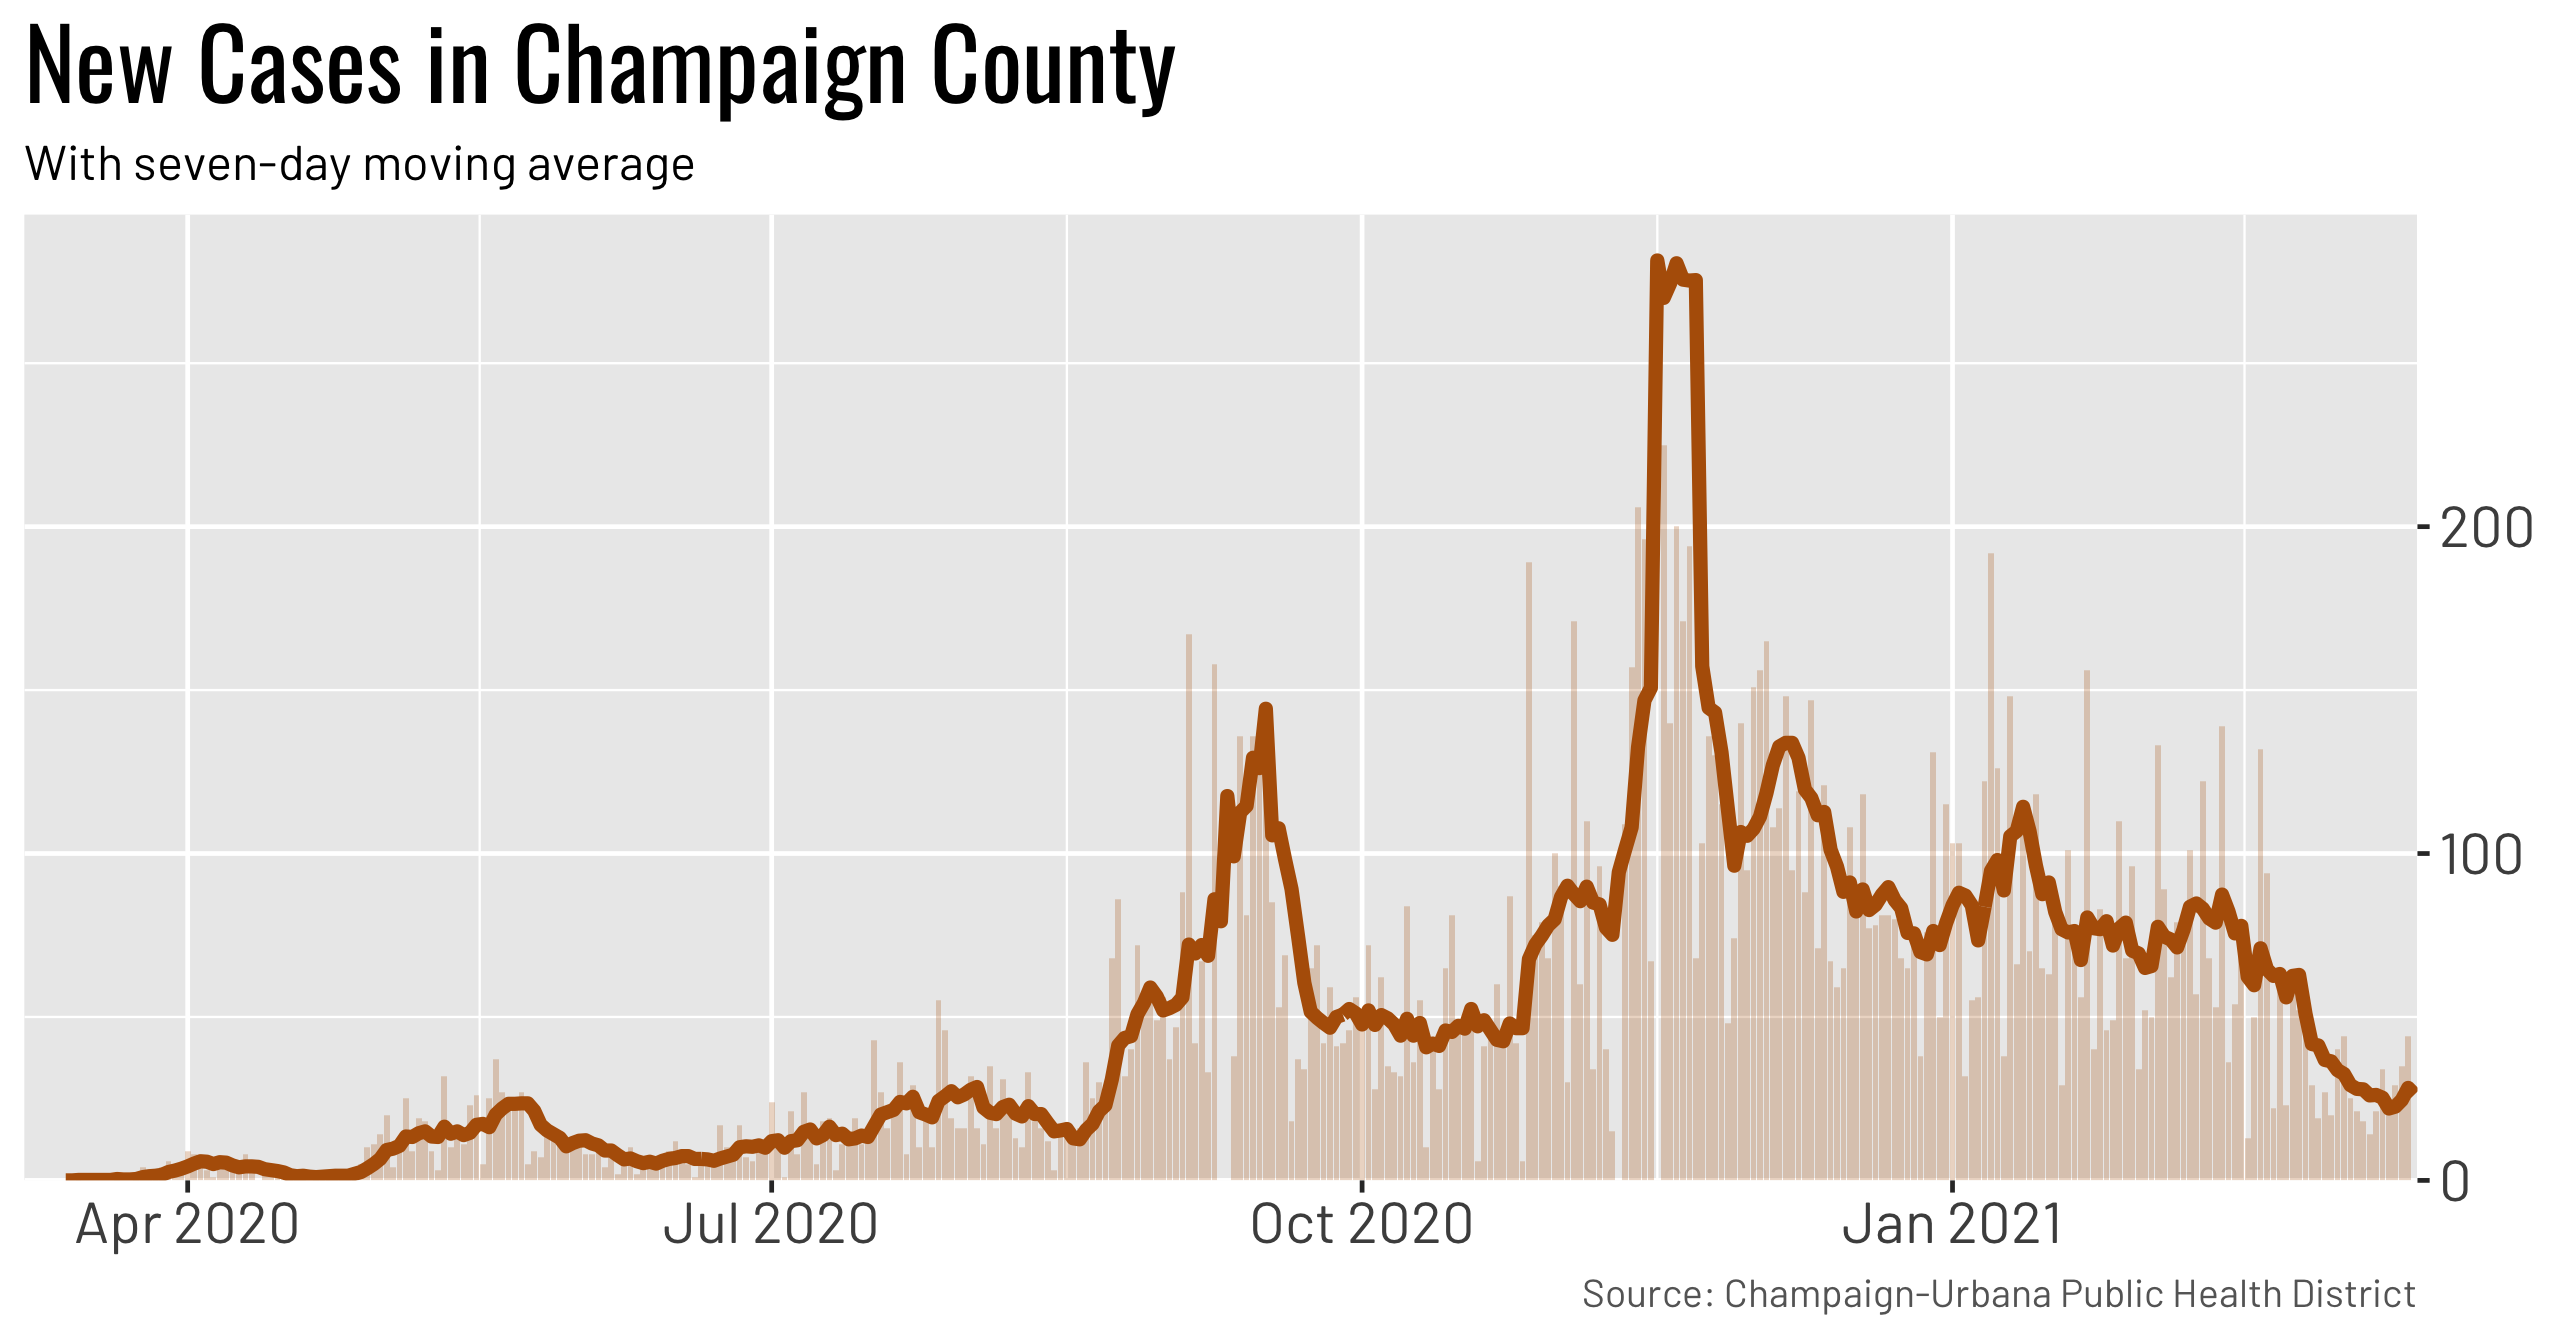 New Cases in Champaign County
With seven-day moving average
200
100
0
Apr 2020 Jul 2020 Oct 2020 Jan 2021
Source: Champaign-Urbana Public Health District